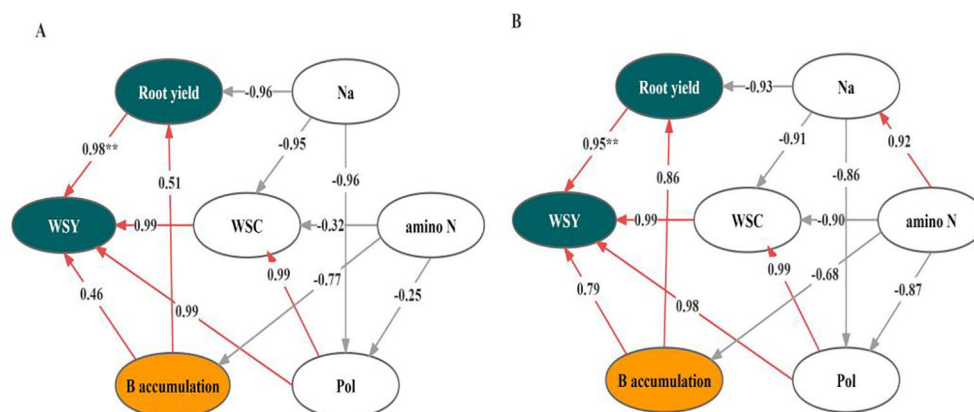 A
Root yield
Na
-0.96
0.98**
-0.95
0.51
-0.96
WSY
0.99
WSC
-0.32
amino N
0.46
0.99
0.99
-0.77
-0.25
B accumulation
Pol
B
Root yield
Na
-0.93
0.95**
-0.91
0.92
0.86
-0.86
WSY
0.99
WSC
-0.90
amino N
0.79
0.98
0.99
-0.68
-0.87
B accumulation
Pol